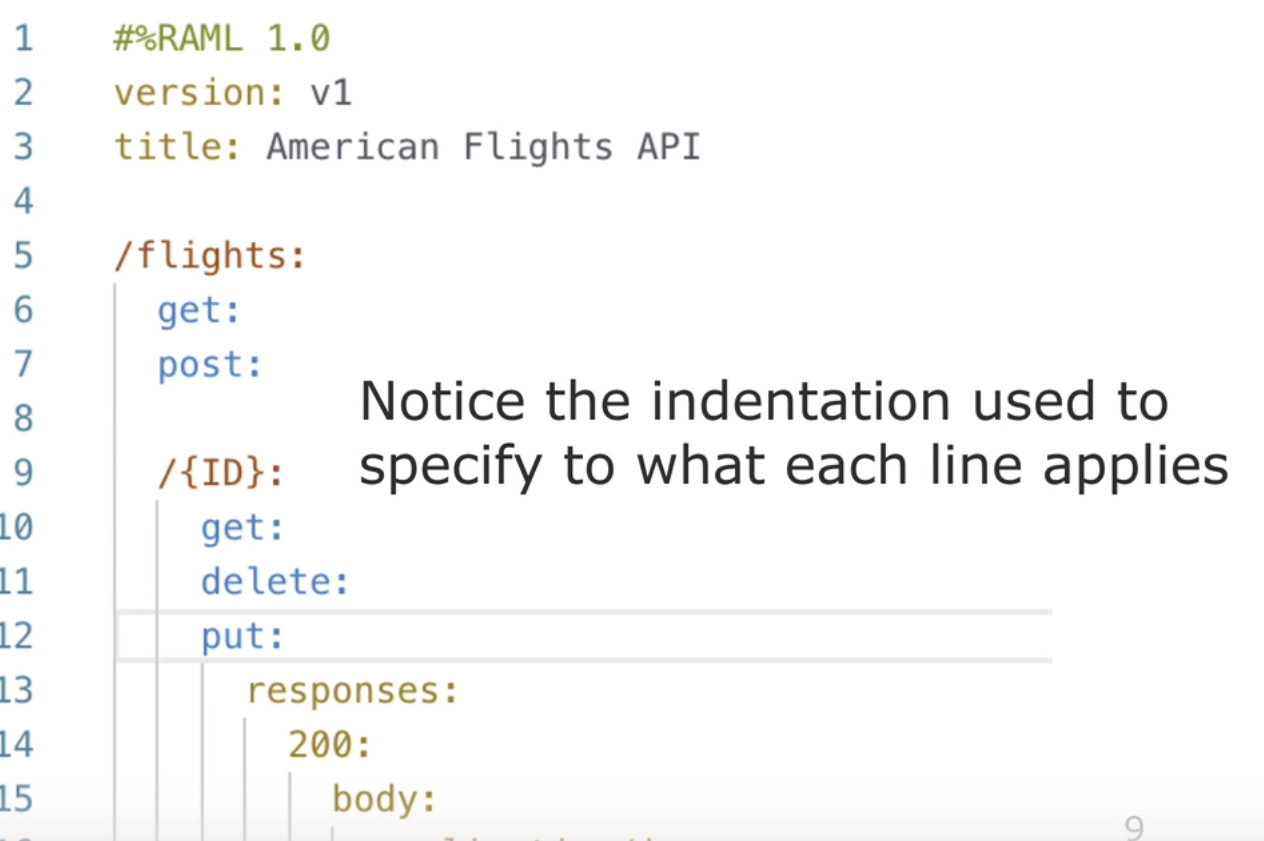 1 #%RAML 1.0
2 version: v1
3 title: American Flights API
4
5 /flights:
6 get:
7 post:
8
9 /{ID}:
Notice the indentation used to
specify to what each line applies
10 get:
11 delete:
12 put:
13 responses:
14 200:
15 body:
9